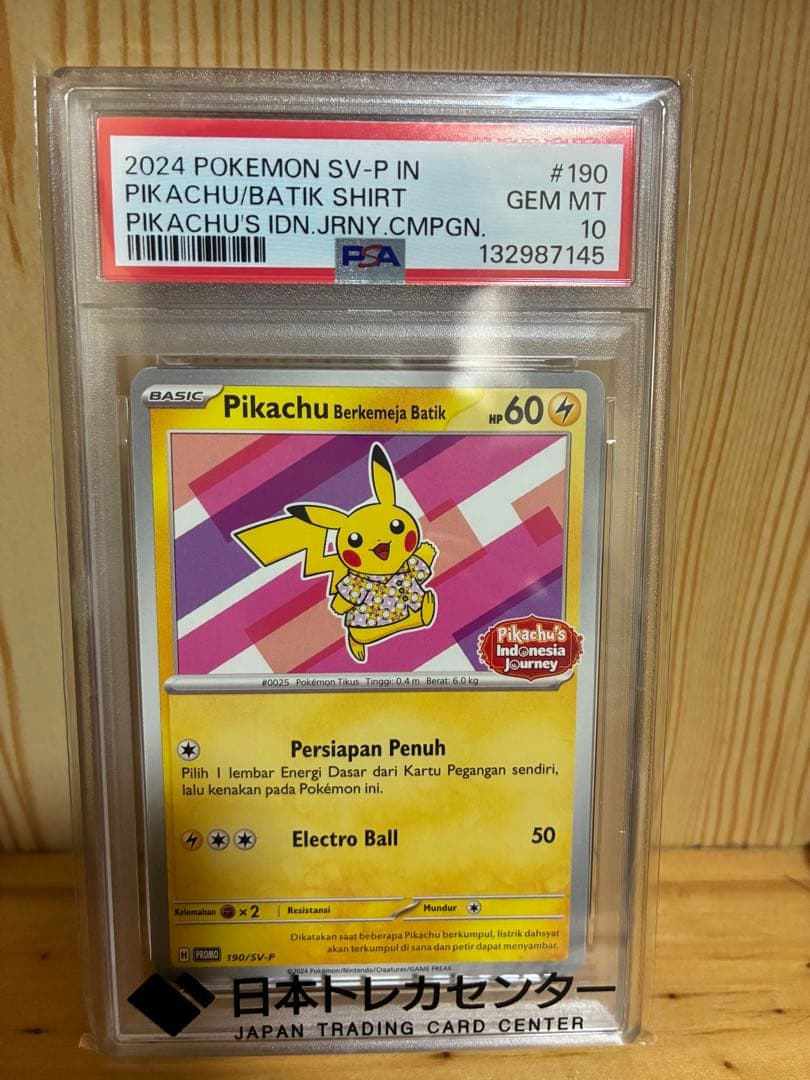 2024 POKEMON SV-P IN #190
PIKACHU/BATIK SHIRT GEM MT
PIKACHU'S IDN.JRNY.CMPGN. 10
PSA 132987145
BASIC Pikachu Berkemeja Batik HP 60
Pikachu's
Indonesia
Journey
#0025 Pokémon Tikus Tinggi: 0.4 m Berat: 6.0 kg
Persiapan Penuh
Pilih 1 lembar Energi Dasar dari Kartu Pegangan sendiri,
lalu kenakan pada Pokémon ini.
Electro Ball 50
Kelemahan ×2 Resistansi Mundur
Dikatakan saat beberapa Pikachu berkumpul, listrik dahsyat
akan terkumpul di sana dan petir dapat menyambar.
H PROMO 190/SV-P
©2024 Pokémon/Nintendo/Creatures/GAME FREAK.
日本トレカセンター
JAPAN TRADING CARD CENTER